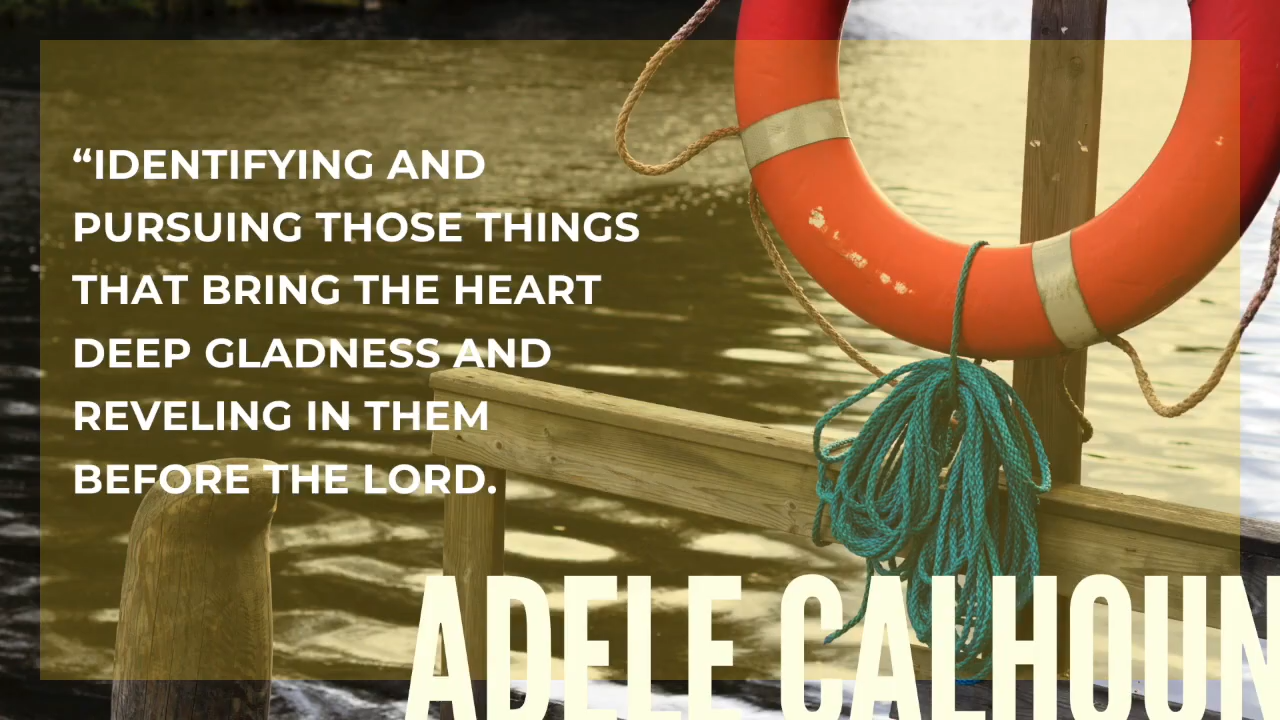 “IDENTIFYING AND
PURSUING THOSE THINGS
THAT BRING THE HEART
DEEP GLADNESS AND
REVELING IN THEM
BEFORE THE LORD.
ADELE CALHOUN